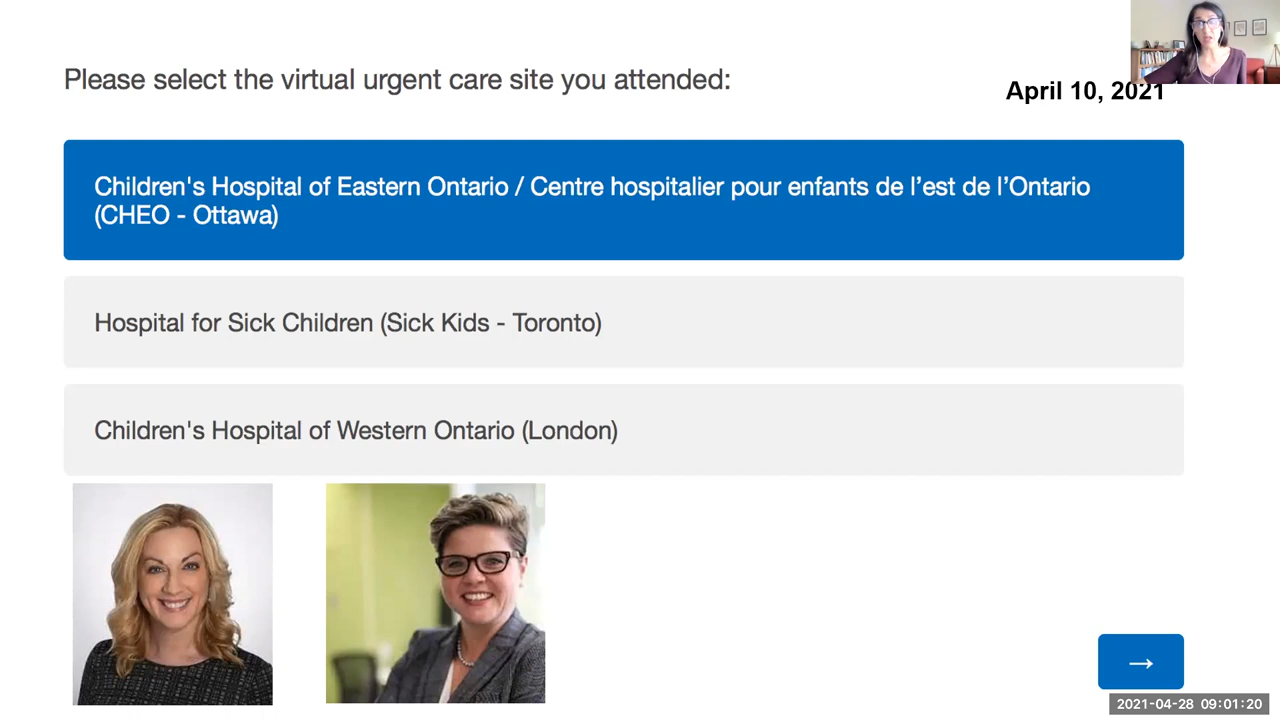 Please select the virtual urgent care site you attended:
April 10, 2021
Children's Hospital of Eastern Ontario / Centre hospitalier pour enfants de l’est de l’Ontario
(CHEO - Ottawa)
Hospital for Sick Children (Sick Kids - Toronto)
Children's Hospital of Western Ontario (London)
→
2021-04-28 09:01:20